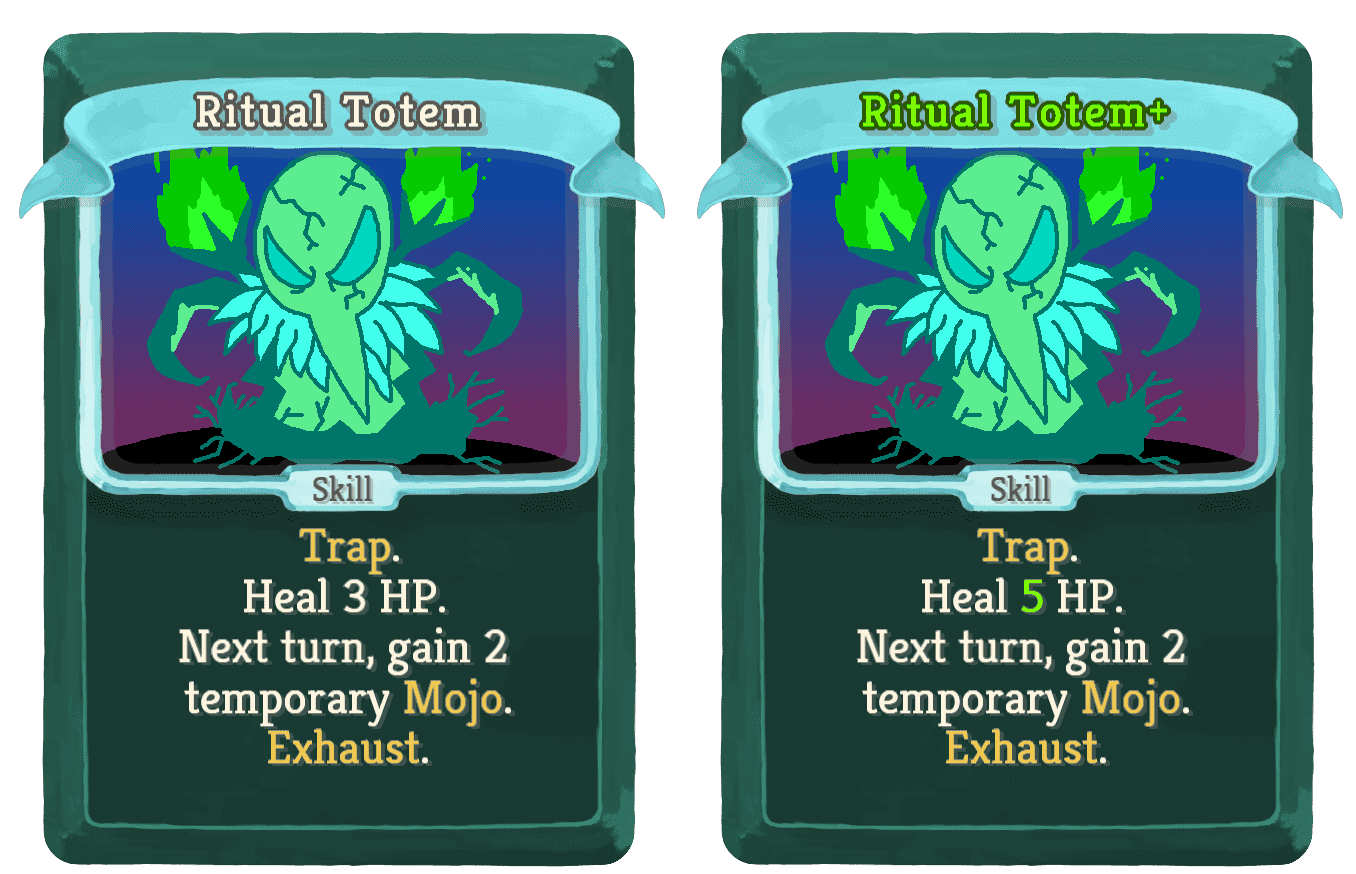 Ritual Totem
Skill
Trap.
Heal 3 HP.
Next turn, gain 2
temporary Mojo.
Exhaust.
Ritual Totem+
Skill
Trap.
Heal 5 HP.
Next turn, gain 2
temporary Mojo.
Exhaust.